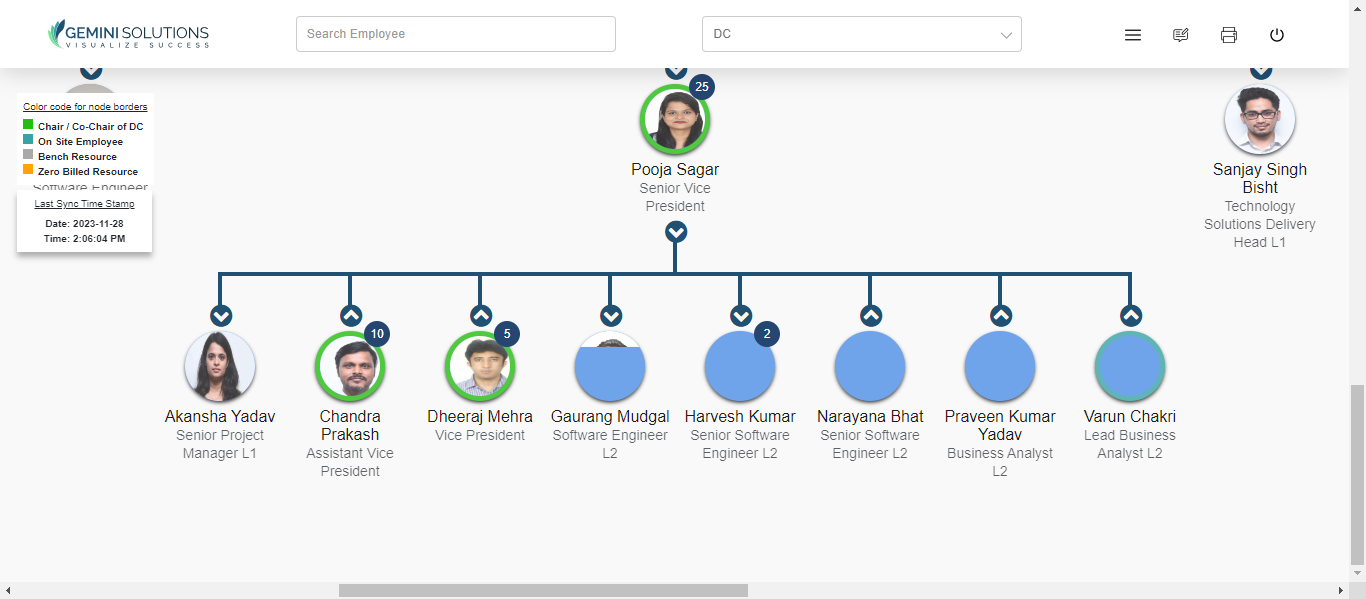 GEMINI SOLUTIONS
VISUALIZE SUCCESS
Search Employee
DC
Color code for node borders
Chair / Co-Chair of DC
On Site Employee
Bench Resource
Zero Billed Resource
Software Engineer
Last Sync Time Stamp
Date: 2023-11-28
Time: 2:06:04 PM
25
Pooja Sagar
Senior Vice
President
Sanjay Singh
Bisht
Technology
Solutions Delivery
Head L1
Akansha Yadav
Senior Project
Manager L1
10
Chandra
Prakash
Assistant Vice
President
5
Dheeraj Mehra
Vice President
Gaurang Mudgal
Software Engineer
L2
2
Harvesh Kumar
Senior Software
Engineer L2
Narayana Bhat
Senior Software
Engineer L2
Praveen Kumar
Yadav
Business Analyst
L2
Varun Chakri
Lead Business
Analyst L2